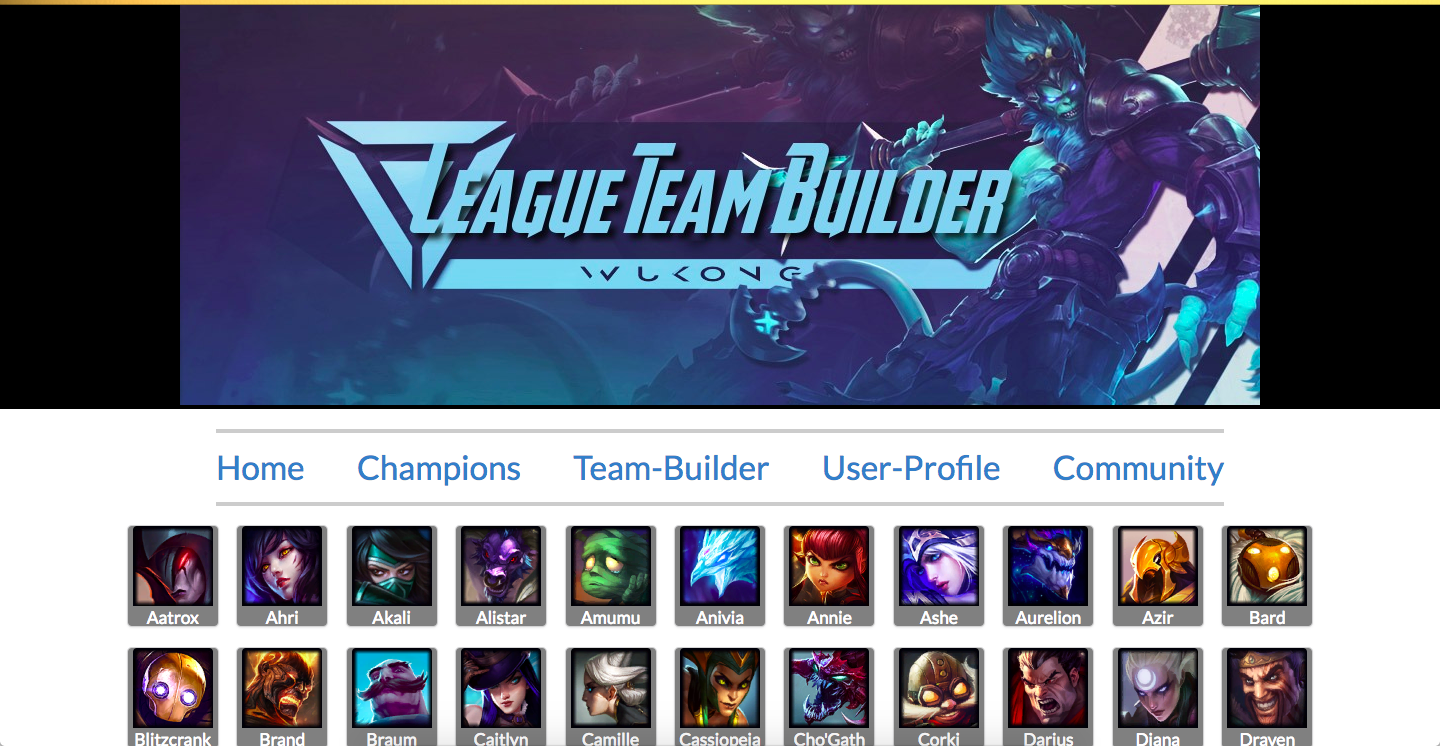 LEAGUE TEAM BUILDER
WUKONG
Home Champions Team-Builder User-Profile Community
Aatrox Ahri Akali Alistar Amumu Anivia Annie Ashe Aurelion Azir Bard
Blitzcrank Brand Braum Caitlyn Camille Cassiopeia Cho'Gath Corki Darius Diana Draven